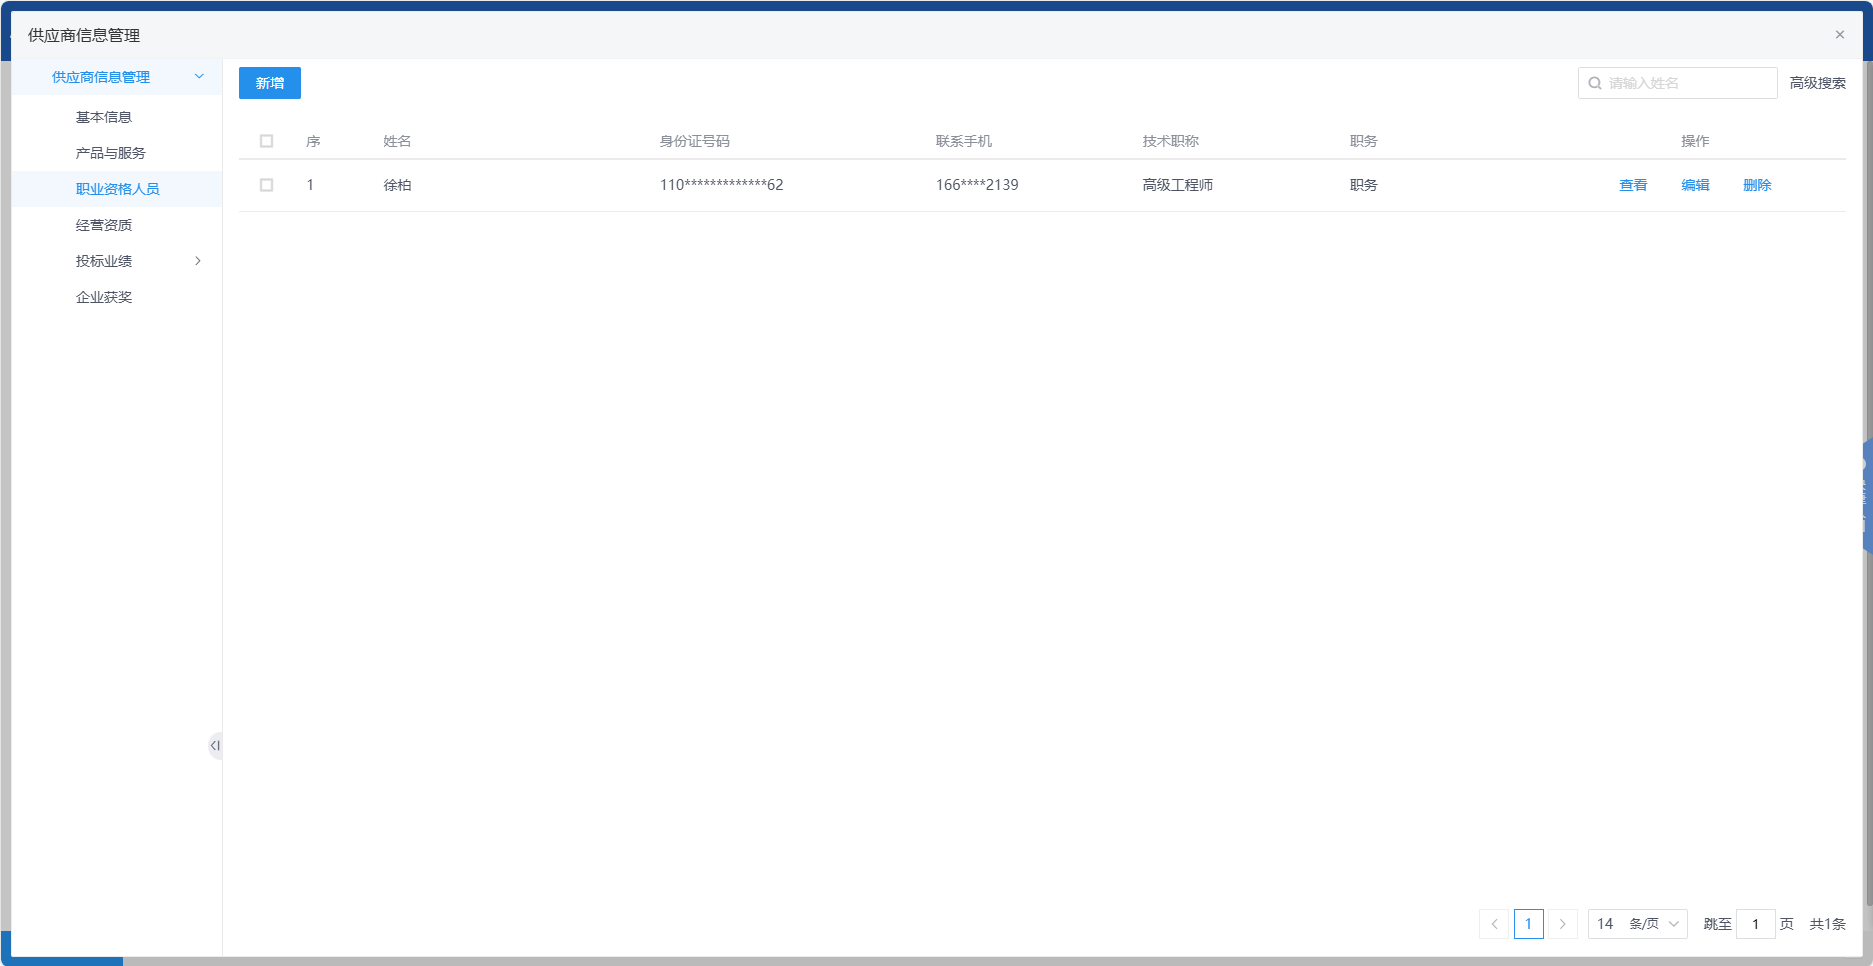 供应商信息管理
供应商信息管理
基本信息
产品与服务
职业资格人员
经营资质
投标业绩
企业获奖
新增
请输入姓名
高级搜索
序 姓名 身份证号码 联系手机 技术职称 职务 操作
1 徐柏 110*************62 166****2139 高级工程师 职务 查看 编辑 删除
1 14 条/页 跳至 1 页 共1条